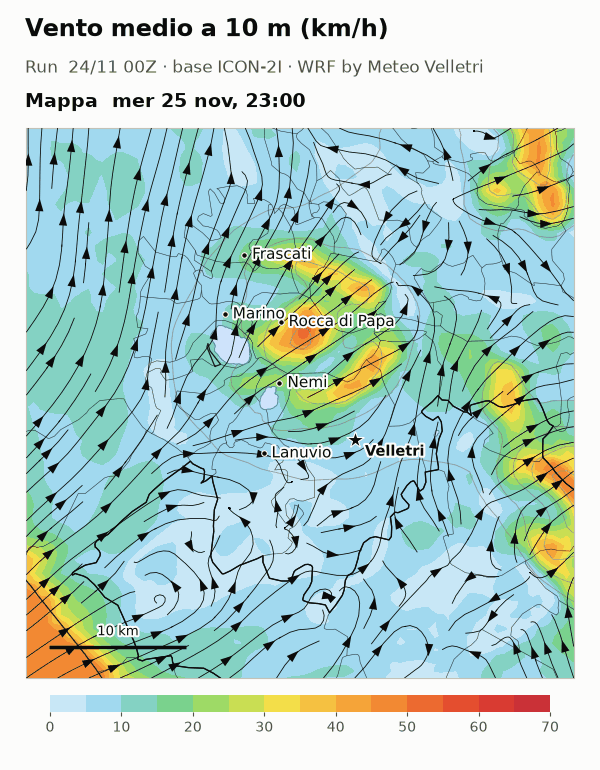 Vento medio a 10 m (km/h)
Run  24/11 00Z · base ICON-2I · WRF by Meteo Velletri
Mappa  mer 25 nov, 23:00
Frascati
Marino
Rocca di Papa
Nemi
Velletri
Lanuvio
10 km
0 10 20 30 40 50 60 70